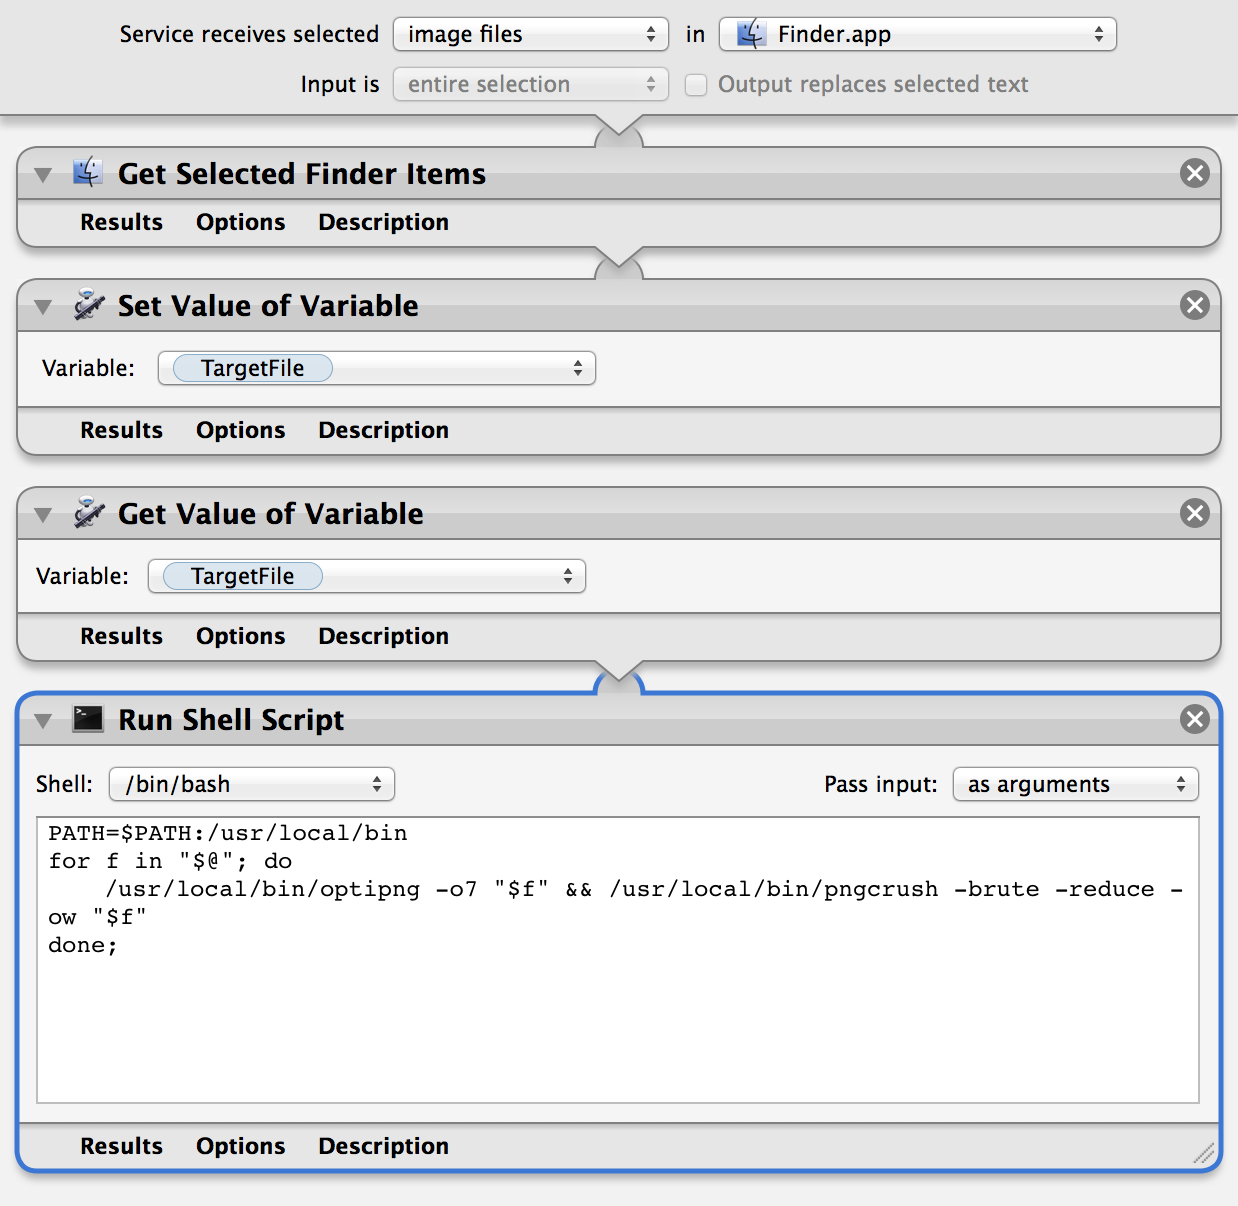 Service receives selected image files in Finder.app
Input is entire selection Output replaces selected text
Get Selected Finder Items
Results Options Description
Set Value of Variable
Variable: TargetFile
Results Options Description
Get Value of Variable
Variable: TargetFile
Results Options Description
Run Shell Script
Shell: /bin/bash Pass input: as arguments
PATH=$PATH:/usr/local/bin
for f in "$@"; do
    /usr/local/bin/optipng -o7 "$f" && /usr/local/bin/pngcrush -brute -reduce -
ow "$f"
done;
Results Options Description